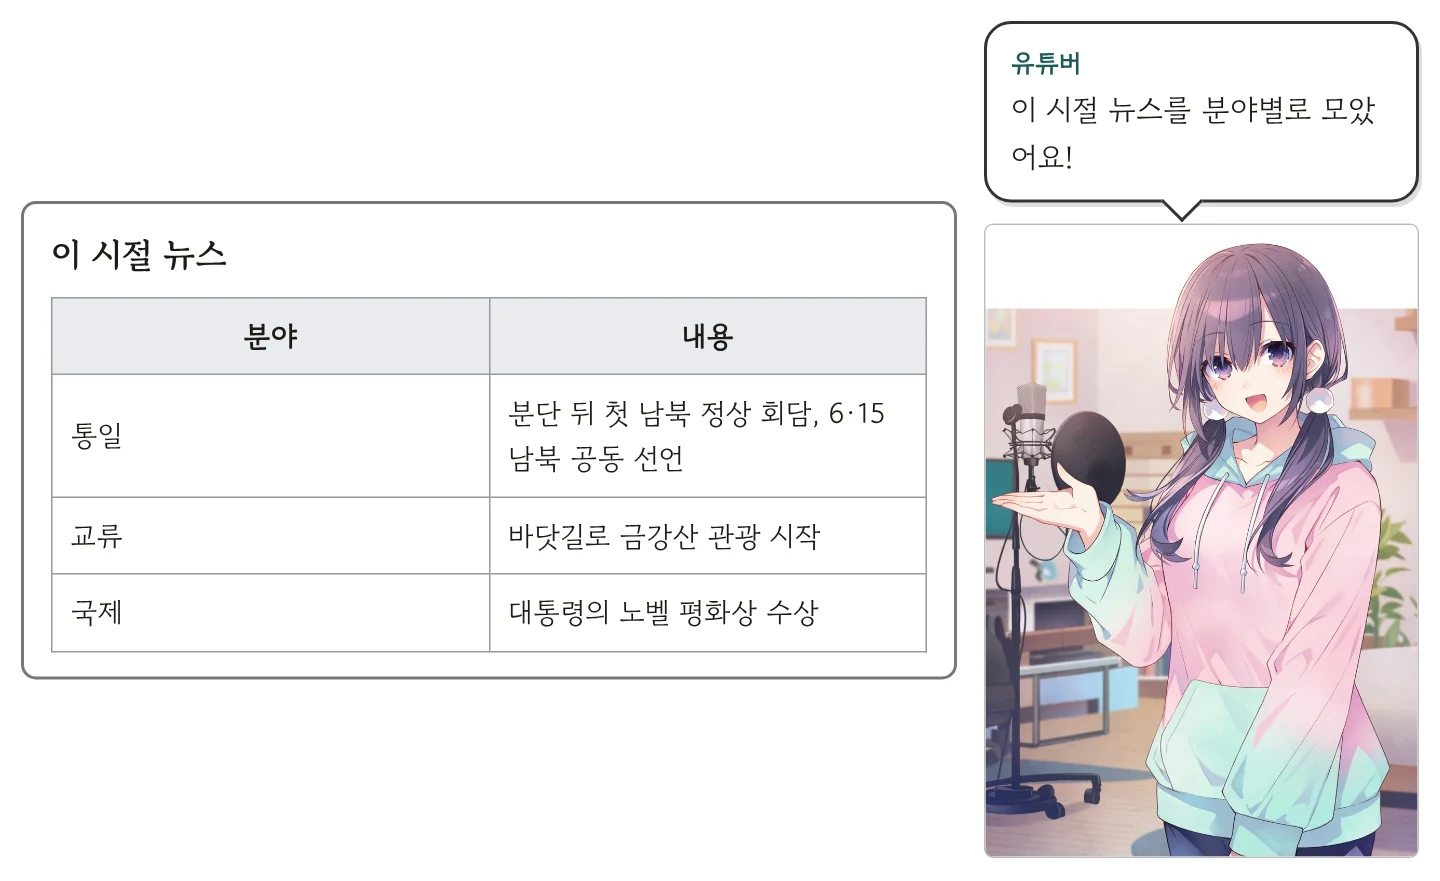 유튜버
이 시절 뉴스를 분야별로 모았
어요!
이 시절 뉴스
분야 내용
통일 분단 뒤 첫 남북 정상 회담, 6·15
남북 공동 선언
교류 바닷길로 금강산 관광 시작
국제 대통령의 노벨 평화상 수상